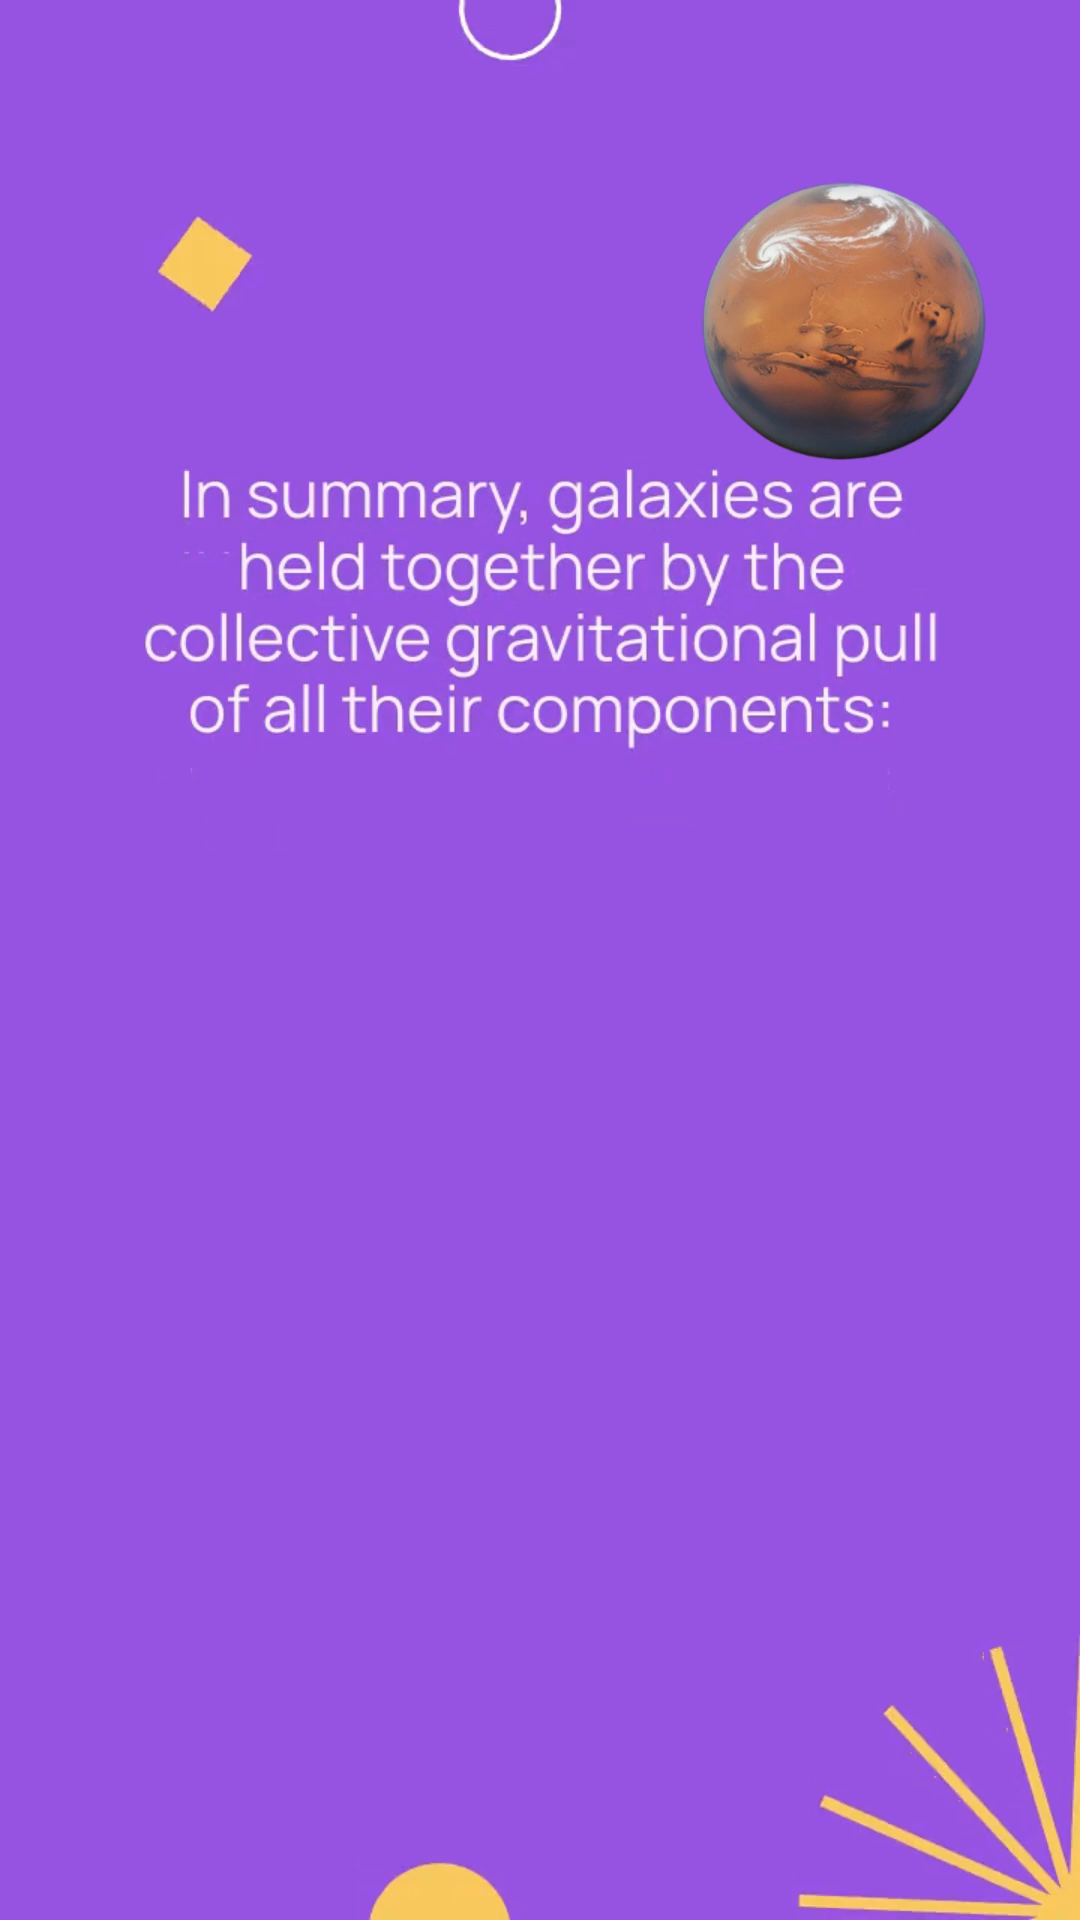 In summary, galaxies are
held together by the
collective gravitational pull
of all their components: